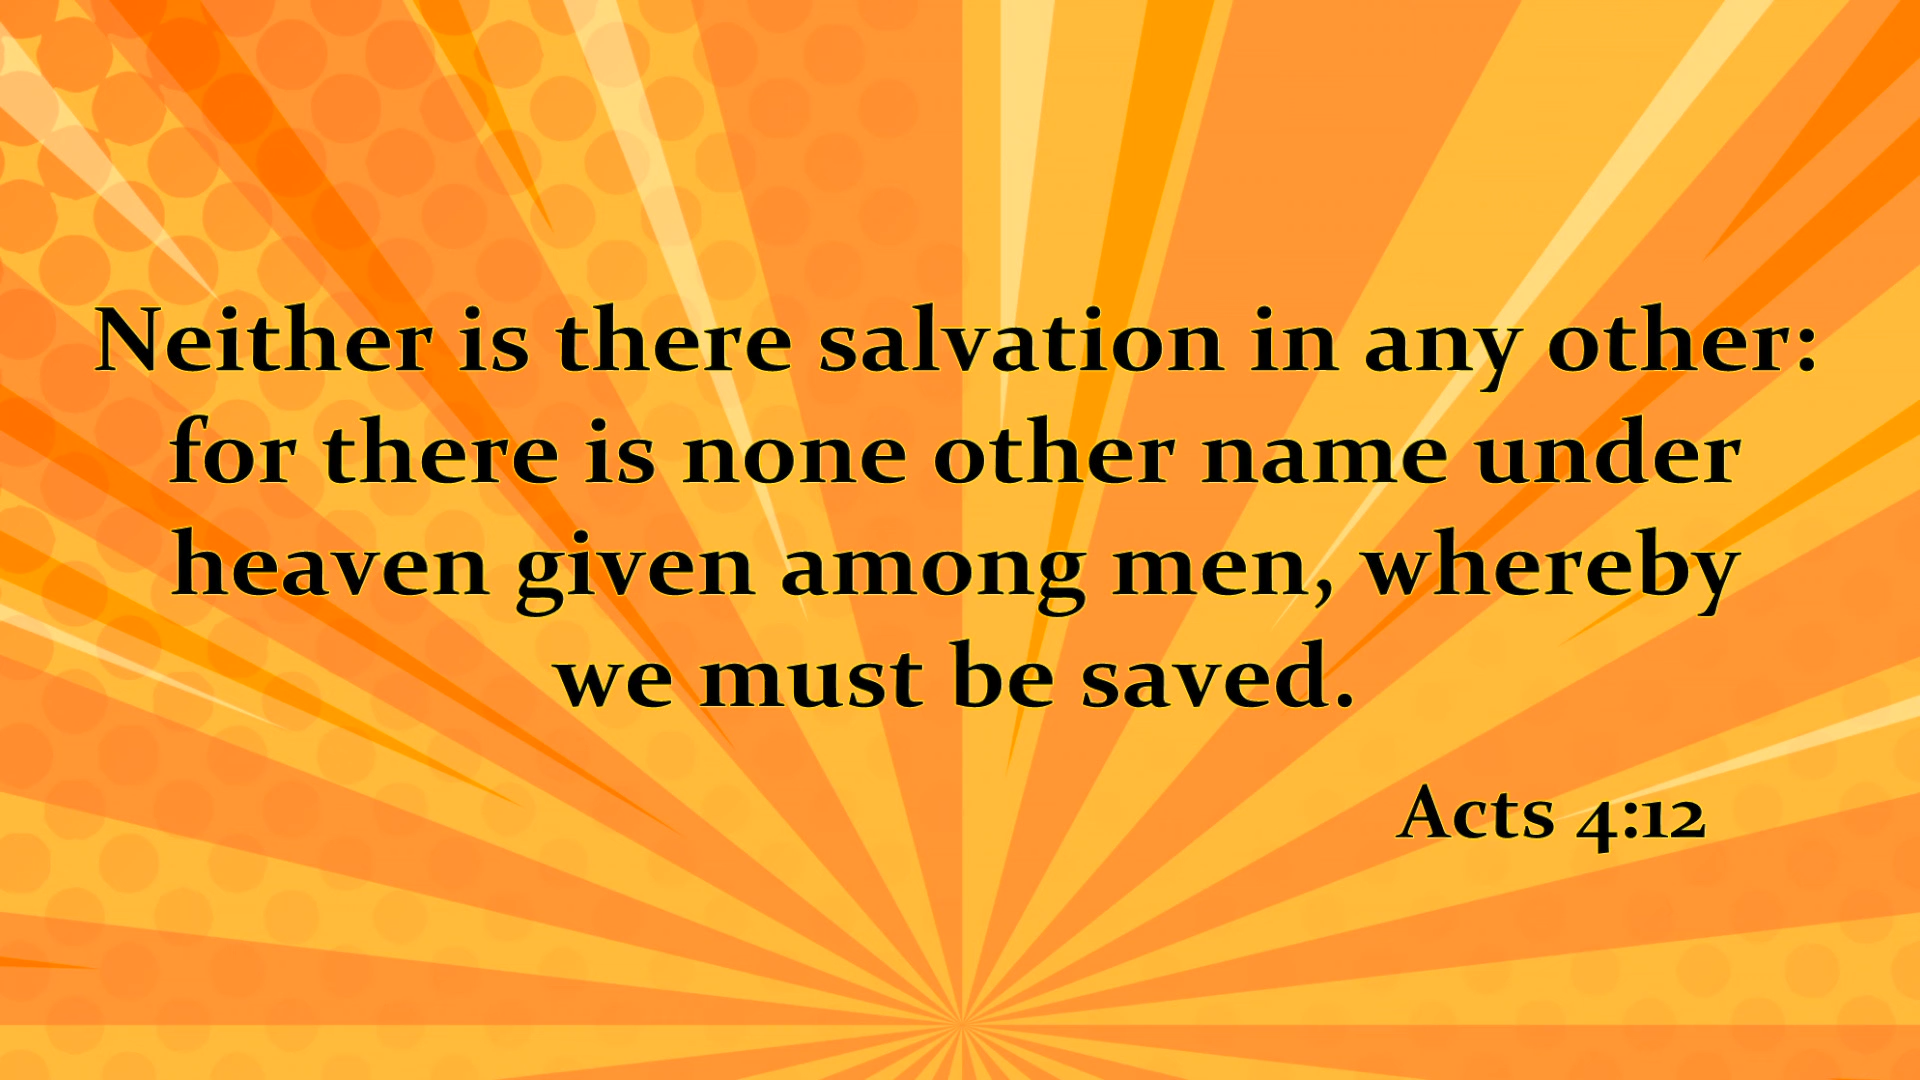 Neither is there salvation in any other:
for there is none other name under
heaven given among men, whereby
we must be saved.
Acts 4:12